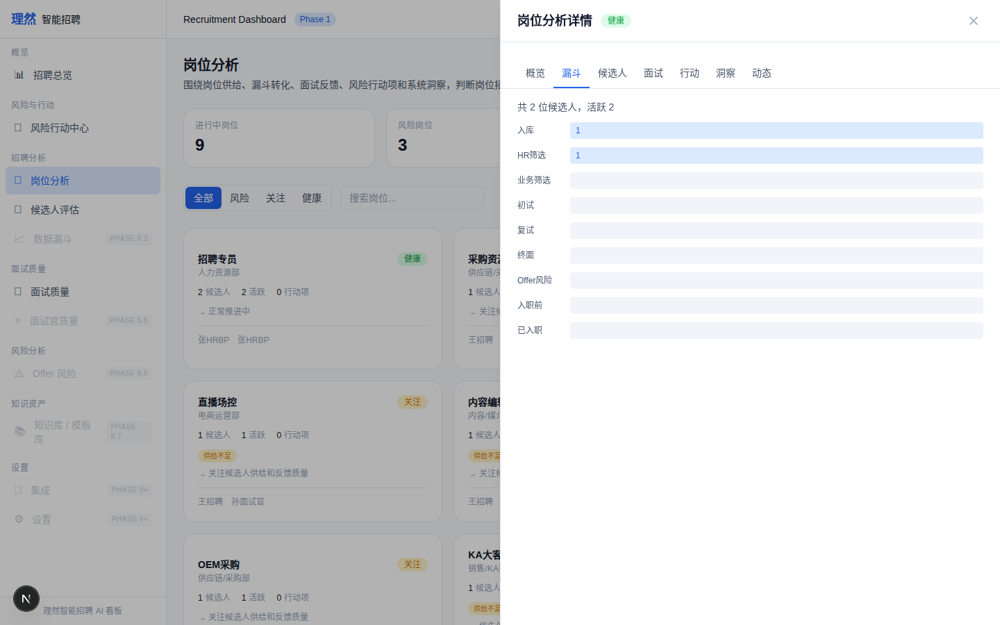 理然 智能招聘
概览
招聘总览
风险与行动
风险行动中心
招聘分析
岗位分析
候选人评估
数据漏斗 PHASE 8.2
面试质量
面试质量
面试官质量 PHASE 8.5
风险分析
Offer 风险 PHASE 8.6
知识资产
知识库 / 模板
库
PHASE
8.7
设置
集成 PHASE 9+
设置 PHASE 9+
N
理然智能招聘 AI 看板
Recruitment Dashboard Phase 1
岗位分析
围绕岗位供给、漏斗转化、面试反馈、风险行动项和系统洞察，判断岗位招
进行中岗位
9
风险岗位
3
全部 风险 关注 健康 搜索岗位...
招聘专员 健康
人力资源部
2 候选人 2 活跃 0 行动项
→ 正常推进中
张HRBP 张HRBP
采购资
供应链/
1 候选人
→ 关注
王招聘
直播场控 关注
电商运营部
1 候选人 1 活跃 0 行动项
供给不足
→ 关注候选人供给和反馈质量
王招聘 孙面试官
内容编
内容/媒
1 候选人
供给不足
→ 关注
王招聘
OEM采购 关注
供应链/采购部
1 候选人 1 活跃 0 行动项
→ 关注候选人供给和反馈质量
KA大客
销售/KA
1 候选人
供给不足
岗位分析详情 健康
概览 漏斗 候选人 面试 行动 洞察 动态
共 2 位候选人，活跃 2
入库 1
HR筛选 1
业务筛选
初试
复试
终面
Offer风险
入职前
已入职